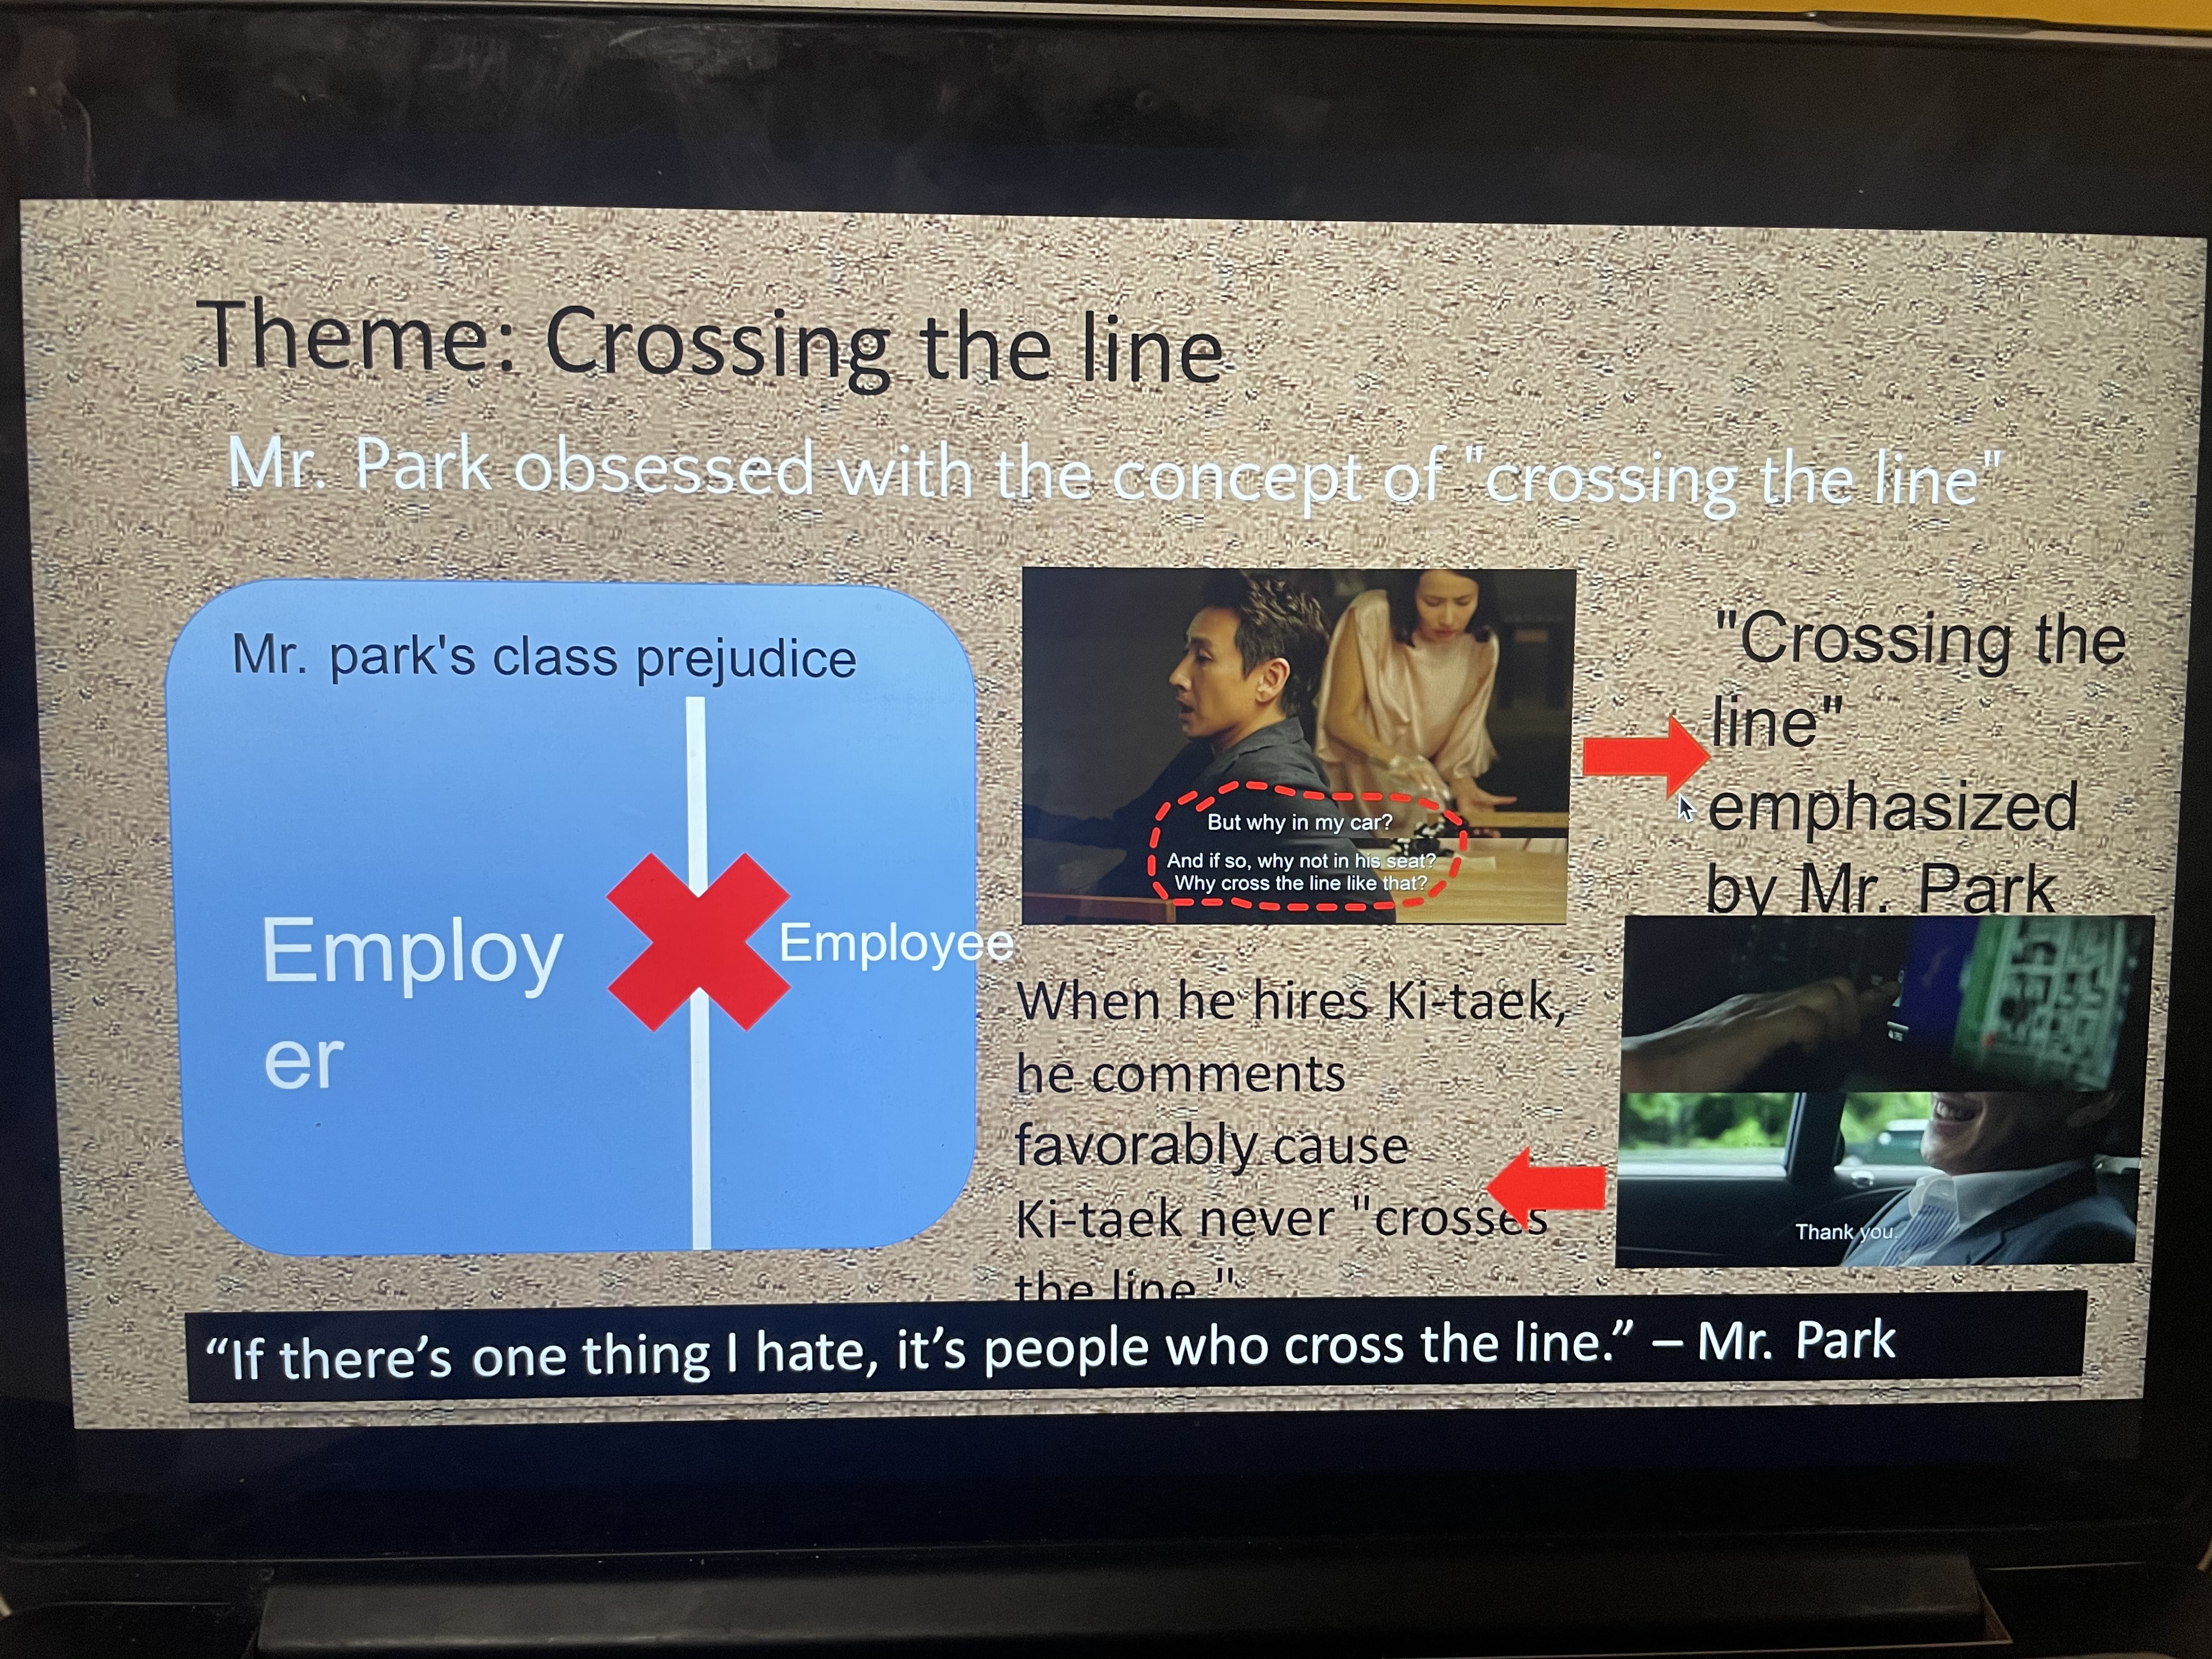 Theme: Crossing the line
Mr. Park obsessed with the concept of "crossing the line"
Mr. park's class prejudice
Employ
er
Employee
But why in my car?
And if so, why not in his seat?
Why cross the line like that?
"Crossing the
line"
emphasized
by Mr. Park
When he hires Ki-taek,
he comments
favorably cause
Ki-taek never "crosses
the line."
Thank you.
“If there’s one thing I hate, it’s people who cross the line.” – Mr. Park